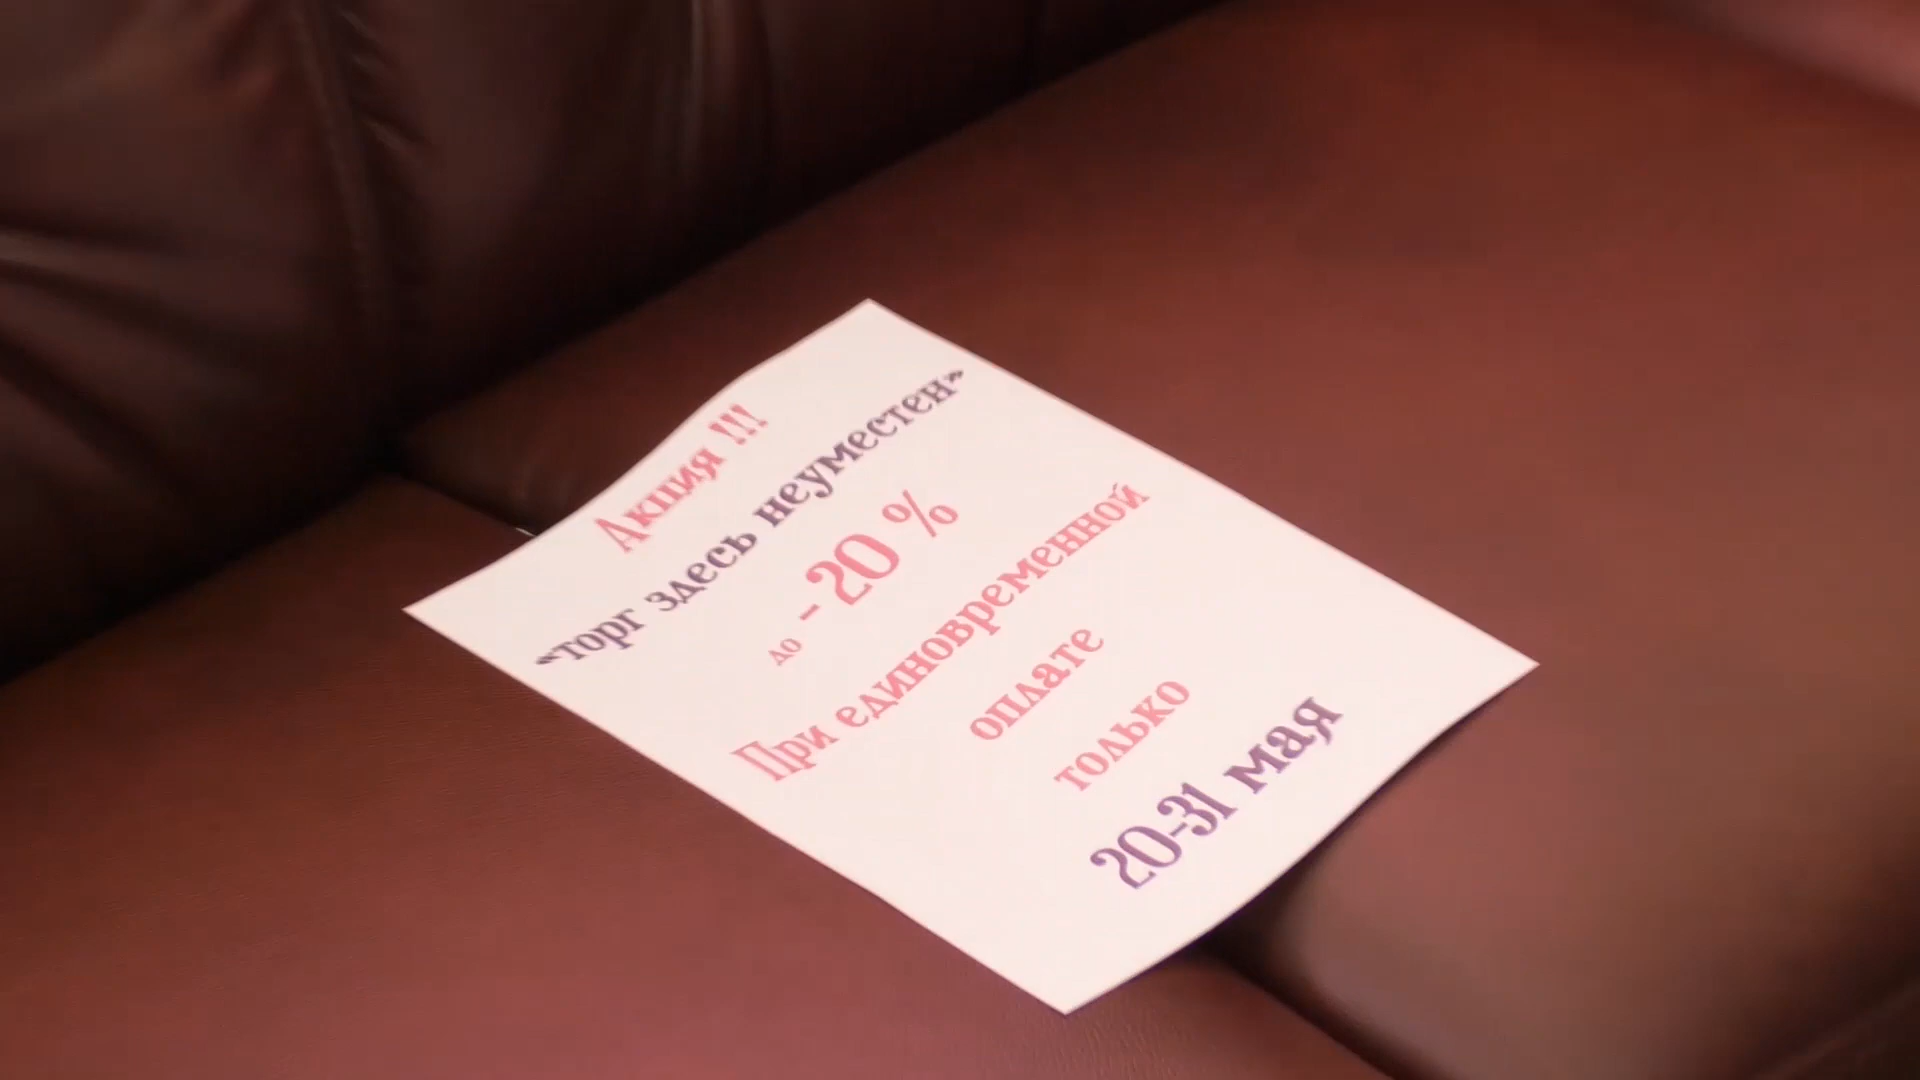 Акция !!!
«торг здесь неуместен»
до - 20 %
При единовременной
оплате
только
20-31 мая